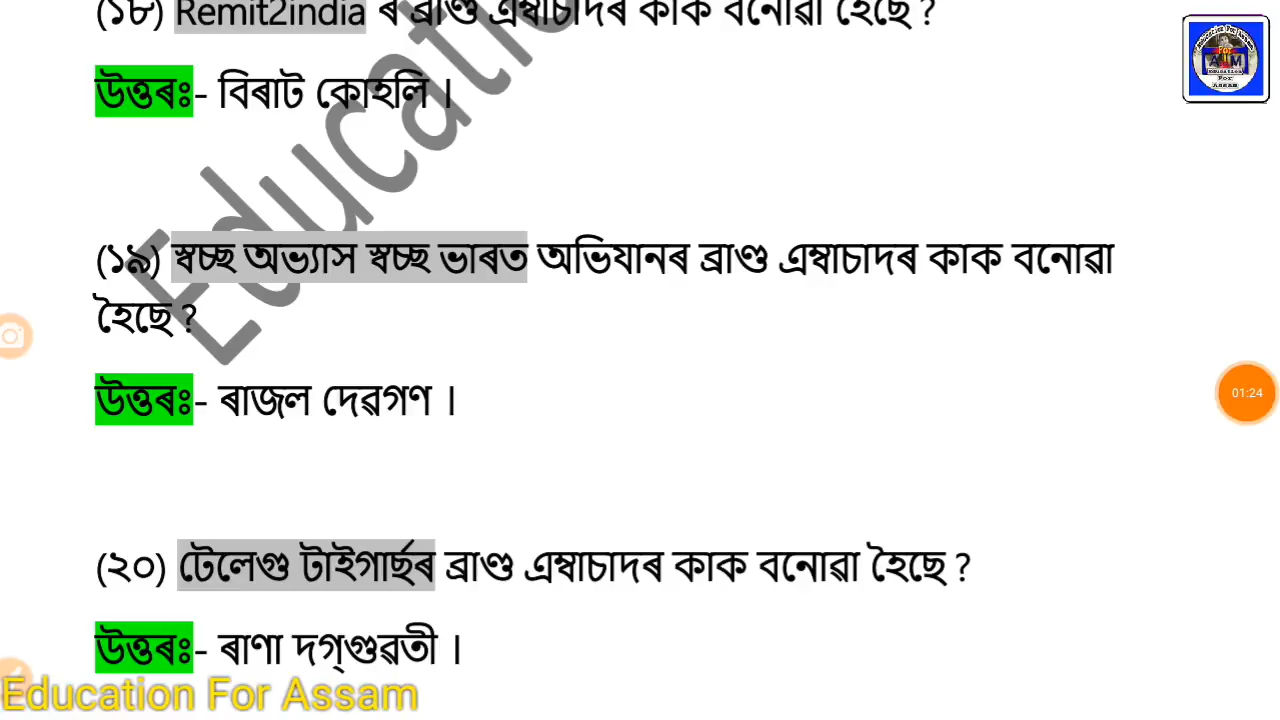 (১৮) Remit2india ৰ ব্ৰাণ্ড এম্বাচাদৰ কাক বনোৱা হৈছে ?
উত্তৰঃ- বিৰাট কোহলি ।
(১৯) স্বচ্ছ অভ্যাস স্বচ্ছ ভাৰত অভিযানৰ ব্ৰাণ্ড এম্বাচাদৰ কাক বনোৱা
হৈছে ?
উত্তৰঃ- ৰাজল দেৱগণ ।
(২০) টেলেগু টাইগাৰ্ছৰ ব্ৰাণ্ড এম্বাচাদৰ কাক বনোৱা হৈছে ?
উত্তৰঃ- ৰাণা দগ্‌গুৱতী ।
Education For Assam
01:24